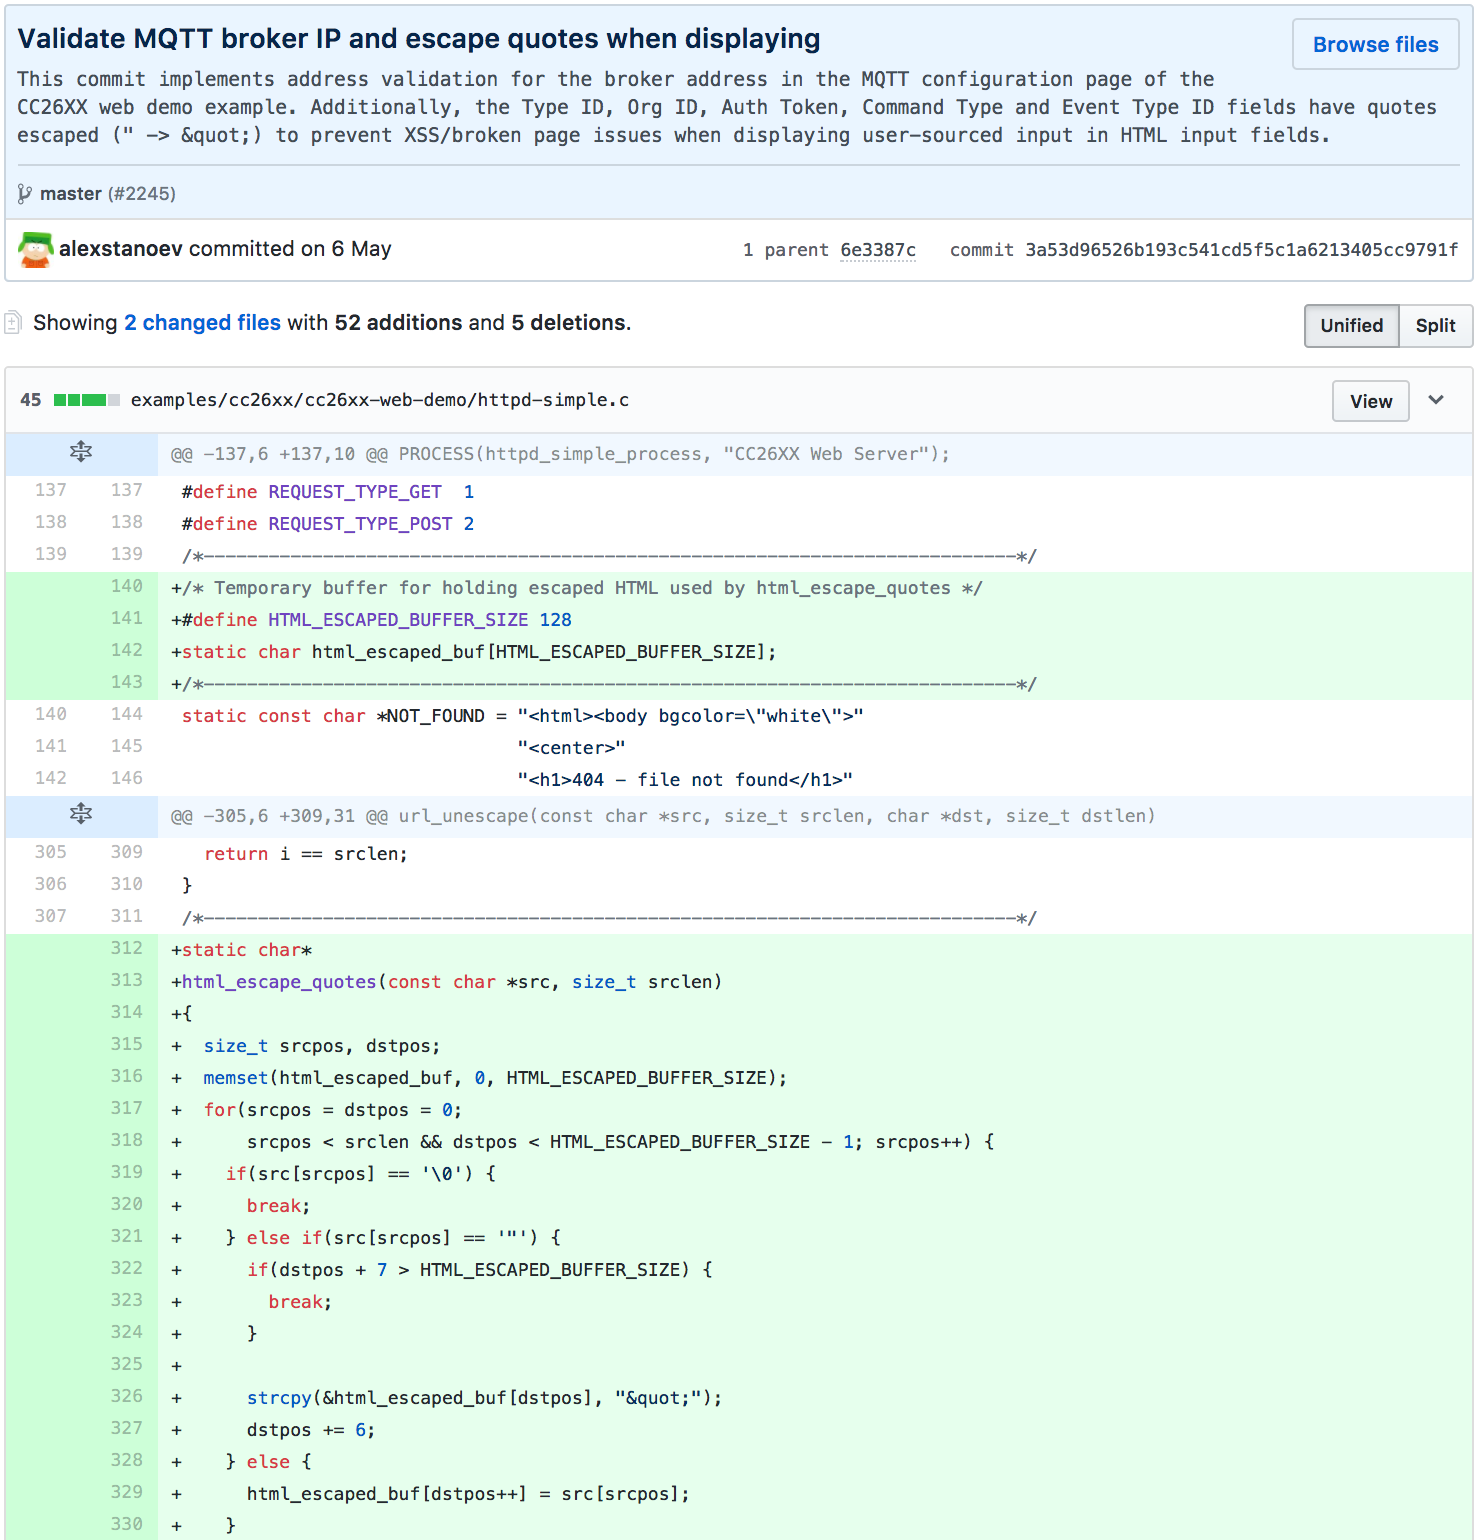 Validate MQTT broker IP and escape quotes when displaying
Browse files
This commit implements address validation for the broker address in the MQTT configuration page of the
CC26XX web demo example. Additionally, the Type ID, Org ID, Auth Token, Command Type and Event Type ID fields have quotes
escaped (" -> &quot;) to prevent XSS/broken page issues when displaying user-sourced input in HTML input fields.
master (#2245)
alexstanoev committed on 6 May
1 parent 6e3387c commit 3a53d96526b193c541cd5f5c1a6213405cc9791f
Showing 2 changed files with 52 additions and 5 deletions.
Unified Split
45 examples/cc26xx/cc26xx-web-demo/httpd-simple.c
View
@@ -137,6 +137,10 @@ PROCESS(httpd_simple_process, "CC26XX Web Server");
137 137 #define REQUEST_TYPE_GET  1
138 138 #define REQUEST_TYPE_POST 2
139 139 /*---------------------------------------------------------------------------*/
140 +/* Temporary buffer for holding escaped HTML used by html_escape_quotes */
141 +#define HTML_ESCAPED_BUFFER_SIZE 128
142 +static char html_escaped_buf[HTML_ESCAPED_BUFFER_SIZE];
143 +/*---------------------------------------------------------------------------*/
140 144 static const char *NOT_FOUND = "<html><body bgcolor=\"white\">"
141 145 "<center>"
142 146 "<h1>404 - file not found</h1>"
@@ -305,6 +309,31 @@ url_unescape(const char *src, size_t srclen, char *dst, size_t dstlen)
305 309 return i == srclen;
306 310 }
307 311 /*---------------------------------------------------------------------------*/
312 +static char*
313 +html_escape_quotes(const char *src, size_t srclen)
314 +{
315 +  size_t srcpos, dstpos;
316 +  memset(html_escaped_buf, 0, HTML_ESCAPED_BUFFER_SIZE);
317 +  for(srcpos = dstpos = 0;
318 +      srcpos < srclen && dstpos < HTML_ESCAPED_BUFFER_SIZE - 1; srcpos++) {
319 +    if(src[srcpos] == '\0') {
320 +      break;
321 +    } else if(src[srcpos] == '"') {
322 +      if(dstpos + 7 > HTML_ESCAPED_BUFFER_SIZE) {
323 +        break;
324 +      }
325 +
326 +      strcpy(&html_escaped_buf[dstpos], "&quot;");
327 +      dstpos += 6;
328 +    } else {
329 +      html_escaped_buf[dstpos++] = src[srcpos];
330 +    }